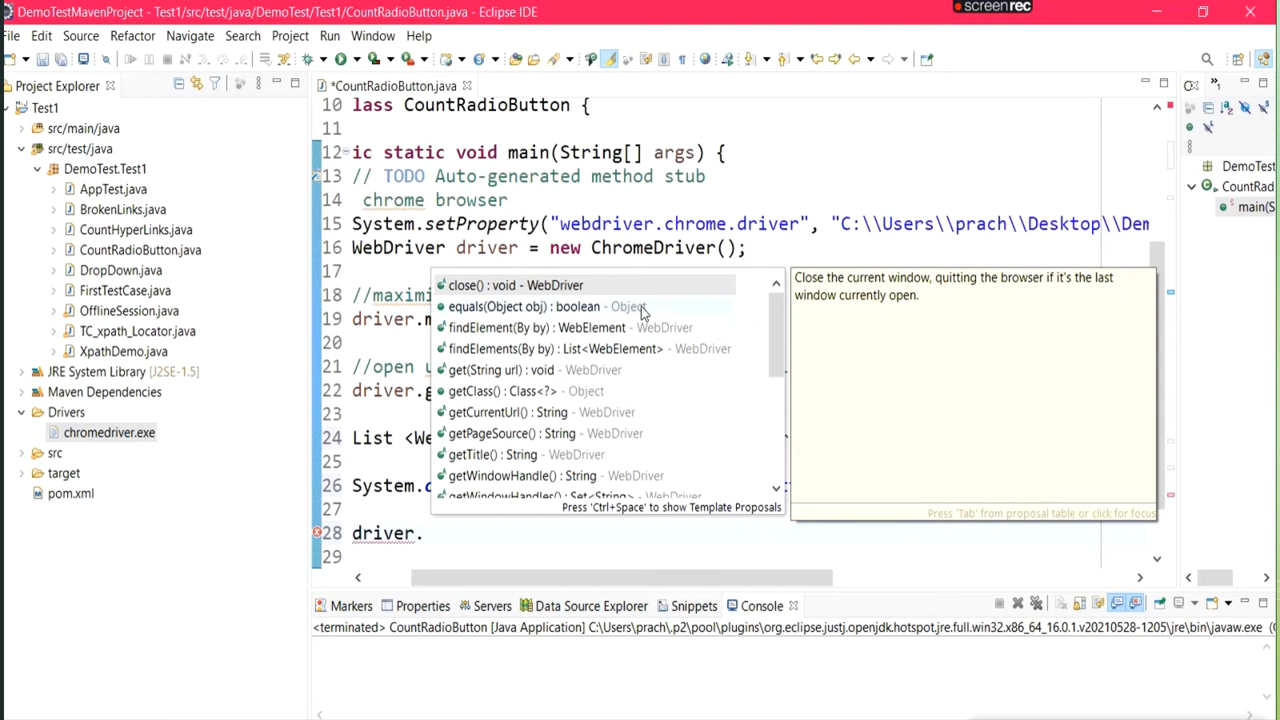 DemoTestMavenProject - Test1/src/test/java/DemoTest/Test1/CountRadioButton.java - Eclipse IDE
screenrec
File Edit Source Refactor Navigate Search Project Run Window Help
Project Explorer
Test1
src/main/java
src/test/java
DemoTest.Test1
AppTest.java
BrokenLinks.java
CountHyperLinks.java
CountRadioButton.java
DropDown.java
FirstTestCase.java
OfflineSession.java
TC_xpath_Locator.java
XpathDemo.java
JRE System Library [J2SE-1.5]
Maven Dependencies
Drivers
chromedriver.exe
src
target
pom.xml
*CountRadioButton.java
10 lass CountRadioButton {
11
12 ic static void main(String[] args) {
13 // TODO Auto-generated method stub
14 chrome browser
15 System.setProperty("webdriver.chrome.driver", "C:\\Users\\prach\\Desktop\\Dem
16 WebDriver driver = new ChromeDriver();
17
18 //maximi
19 driver.m
20
21 //open u
22 driver.g
23
24 List <We
25
26 System.o
27
28 driver.
29
close() : void - WebDriver
equals(Object obj) : boolean - Object
findElement(By by) : WebElement - WebDriver
findElements(By by) : List<WebElement> - WebDriver
get(String url) : void - WebDriver
getClass() : Class<?> - Object
getCurrentUrl() : String - WebDriver
getPageSource() : String - WebDriver
getTitle() : String - WebDriver
getWindowHandle() : String - WebDriver
getWindowHandles() : Set<String> - WebDriver
Press 'Ctrl+Space' to show Template Proposals
Close the current window, quitting the browser if it's the last
window currently open.
Press 'Tab' from proposal table or click for focus
DemoTest
CountRad
main(S
Markers Properties Servers Data Source Explorer Snippets Console
<terminated> CountRadioButton [Java Application] C:\Users\prach\.p2\pool\plugins\org.eclipse.justj.openjdk.hotspot.jre.full.win32.x86_64_16.0.1.v20210528-1205\jre\bin\javaw.exe